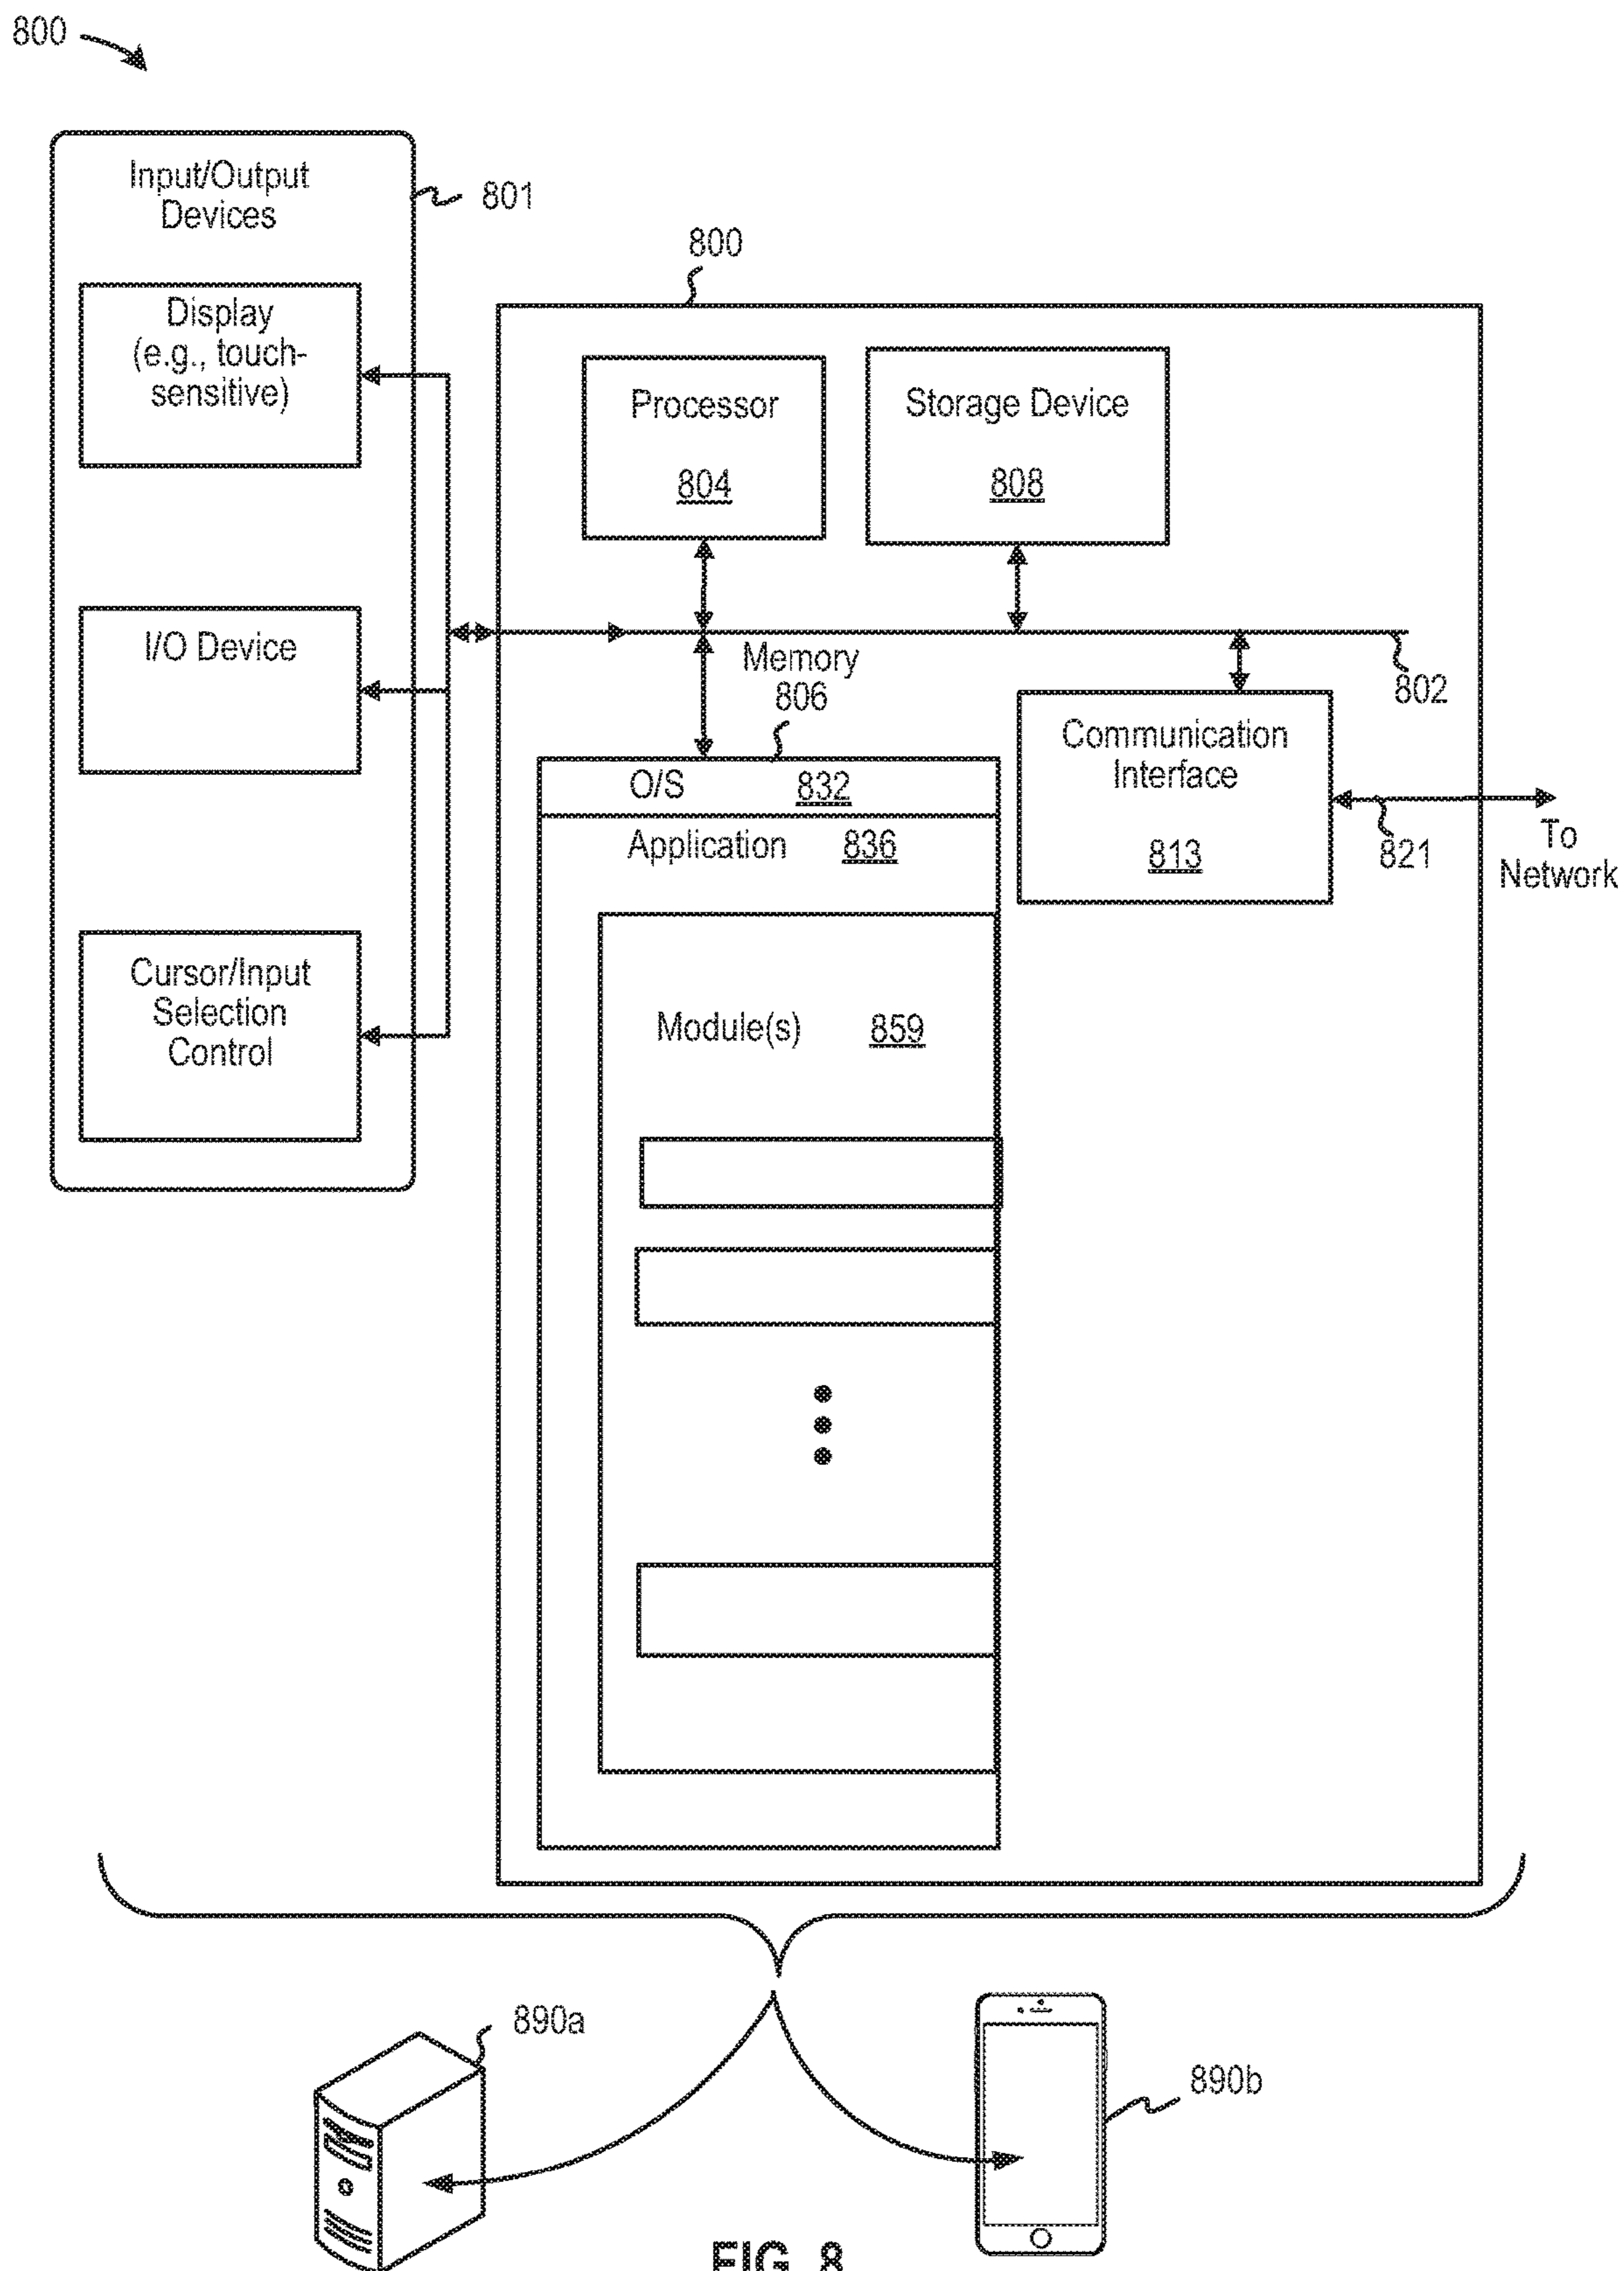 800
Input/Output
Devices
801
Display
(e.g., touch-
sensitive)
I/O Device
Cursor/Input
Selection
Control
800
Processor
804
Storage Device
808
802
Memory
806
O/S 832
Application 836
Module(s) 859
Communication
Interface
813
821
To
Network
890a
890b
FIG. 8